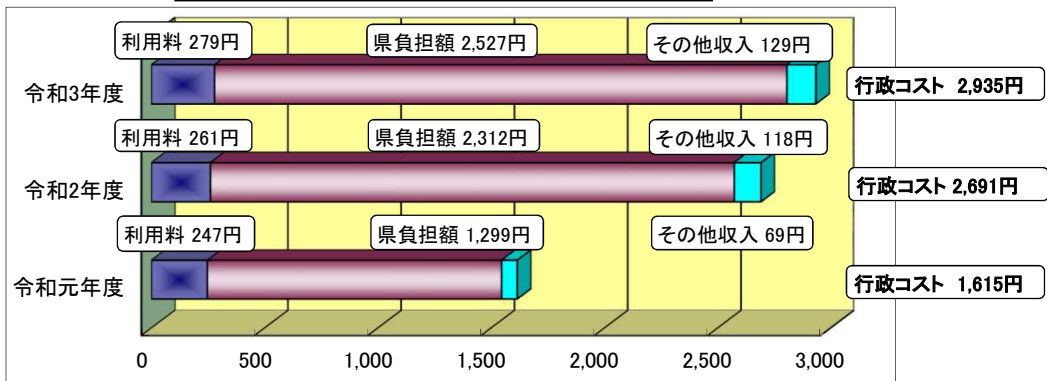 利用料 279円 県負担額 2,527円 その他収入 129円
令和3年度 行政コスト 2,935円
利用料 261円 県負担額 2,312円 その他収入 118円
令和2年度 行政コスト 2,691円
利用料 247円 県負担額 1,299円 その他収入 69円
令和元年度 行政コスト 1,615円
0 500 1,000 1,500 2,000 2,500 3,000